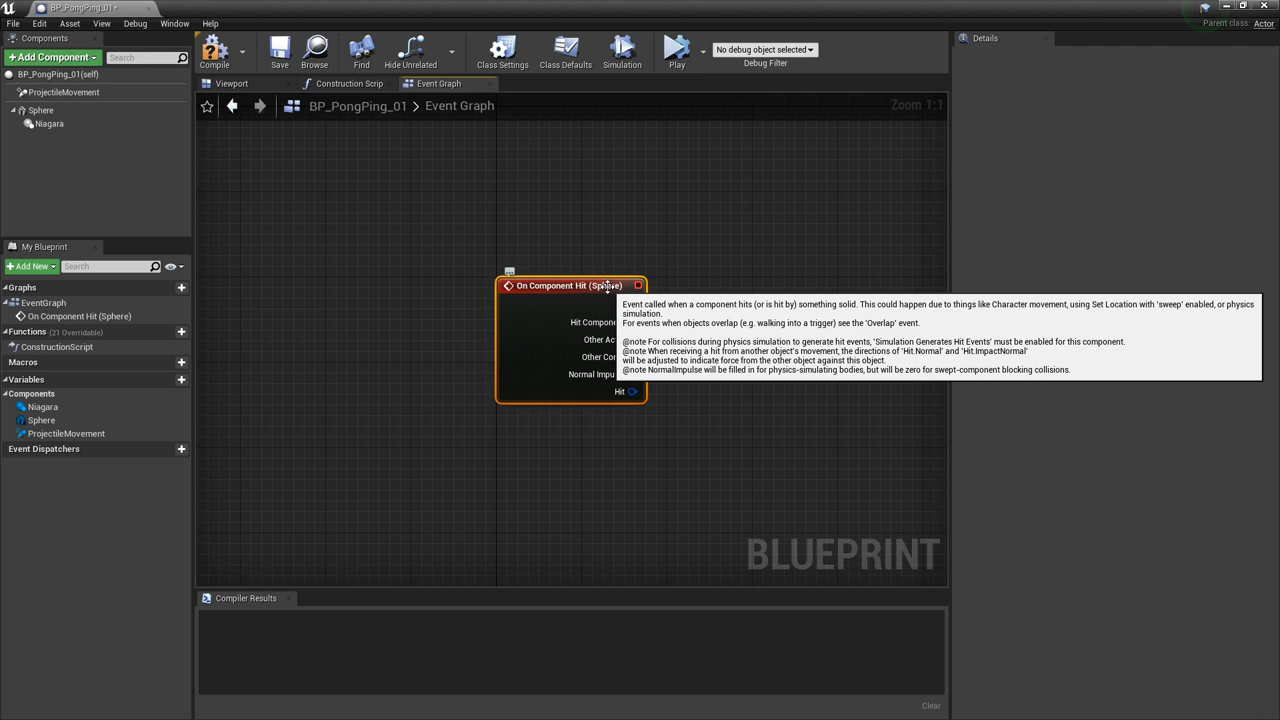 BP_PongPing_01*
File Edit Asset View Debug Window Help
Parent class: Actor
Components
+Add Component Search
BP_PongPing_01(self)
ProjectileMovement
Sphere
Niagara
Compile Save Browse Find Hide Unrelated Class Settings Class Defaults Simulation Play
No debug object selected
Debug Filter
Viewport Construction Scrip Event Graph
BP_PongPing_01 > Event Graph
Zoom 1:1
My Blueprint
+Add New Search
Graphs
EventGraph
On Component Hit (Sphere)
Functions (21 Overridable)
ConstructionScript
Macros
Variables
Components
Niagara
Sphere
ProjectileMovement
Event Dispatchers
On Component Hit (Sphere)
Hit Compone
Other Ac
Other Co
Normal Impu
Hit
Event called when a component hits (or is hit by) something solid. This could happen due to things like Character movement, using Set Location with 'sweep' enabled, or physics
simulation.
For events when objects overlap (e.g. walking into a trigger) see the 'Overlap' event.
@note For collisions during physics simulation to generate hit events, 'Simulation Generates Hit Events' must be enabled for this component.
@note When receiving a hit from another object's movement, the directions of 'Hit.Normal' and 'Hit.ImpactNormal'
will be adjusted to indicate force from the other object against this object.
@note NormalImpulse will be filled in for physics-simulating bodies, but will be zero for swept-component blocking collisions.
BLUEPRINT
Compiler Results
Clear
Details